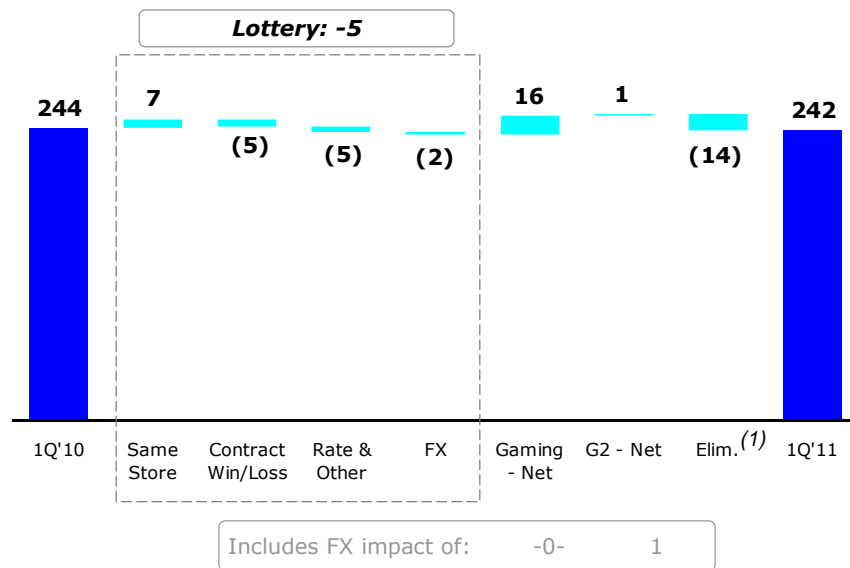 Lottery: -5
244
7
(5)
(5)
(2)
16
1
(14)
242
1Q'10
Same
Store
Contract
Win/Loss
Rate &
Other
FX
Gaming
- Net
G2 - Net
Elim.(1)
1Q'11
Includes FX impact of: -0- 1